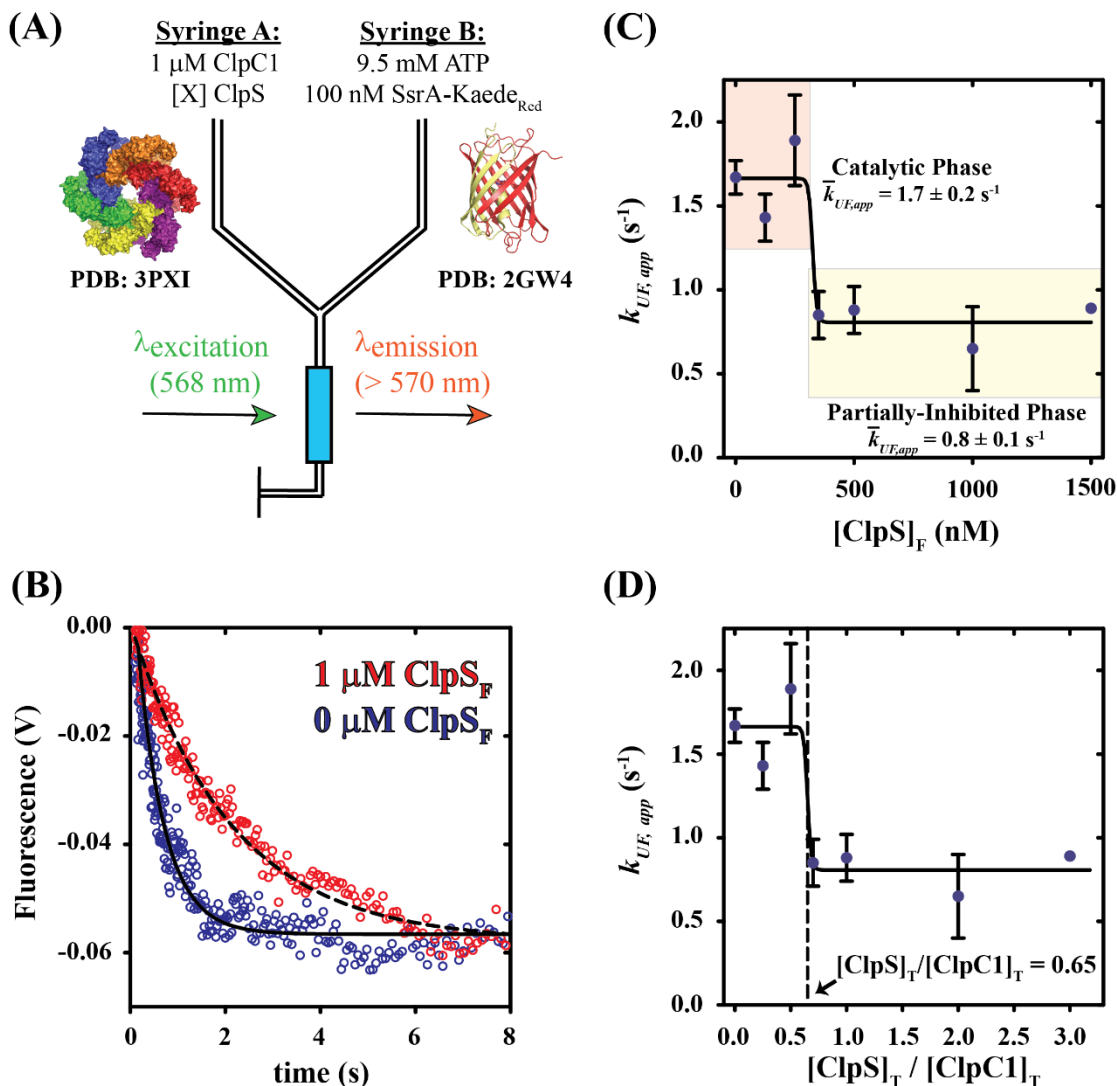 (A)
Syringe A:
1 μM ClpC1
[X] ClpS
Syringe B:
9.5 mM ATP
100 nM SsrA-Kaede_Red
PDB: 3PXI
PDB: 2GW4
λexcitation
(568 nm)
λemission
(> 570 nm)
(B)
Fluorescence (V)
0.00
-0.02
-0.04
-0.06
1 μM ClpS_F
0 μM ClpS_F
0 2 4 6 8
time (s)
(C)
k_UF, app (s⁻¹)
2.0
1.5
1.0
0.5
0.0
Catalytic Phase
k̅_UF,app = 1.7 ± 0.2 s⁻¹
Partially-Inhibited Phase
k̅_UF,app = 0.8 ± 0.1 s⁻¹
0 500 1000 1500
[ClpS]_F (nM)
(D)
k_UF, app (s⁻¹)
2.0
1.5
1.0
0.5
0.0
[ClpS]_T/[ClpC1]_T = 0.65
0.0 0.5 1.0 1.5 2.0 2.5 3.0
[ClpS]_T / [ClpC1]_T